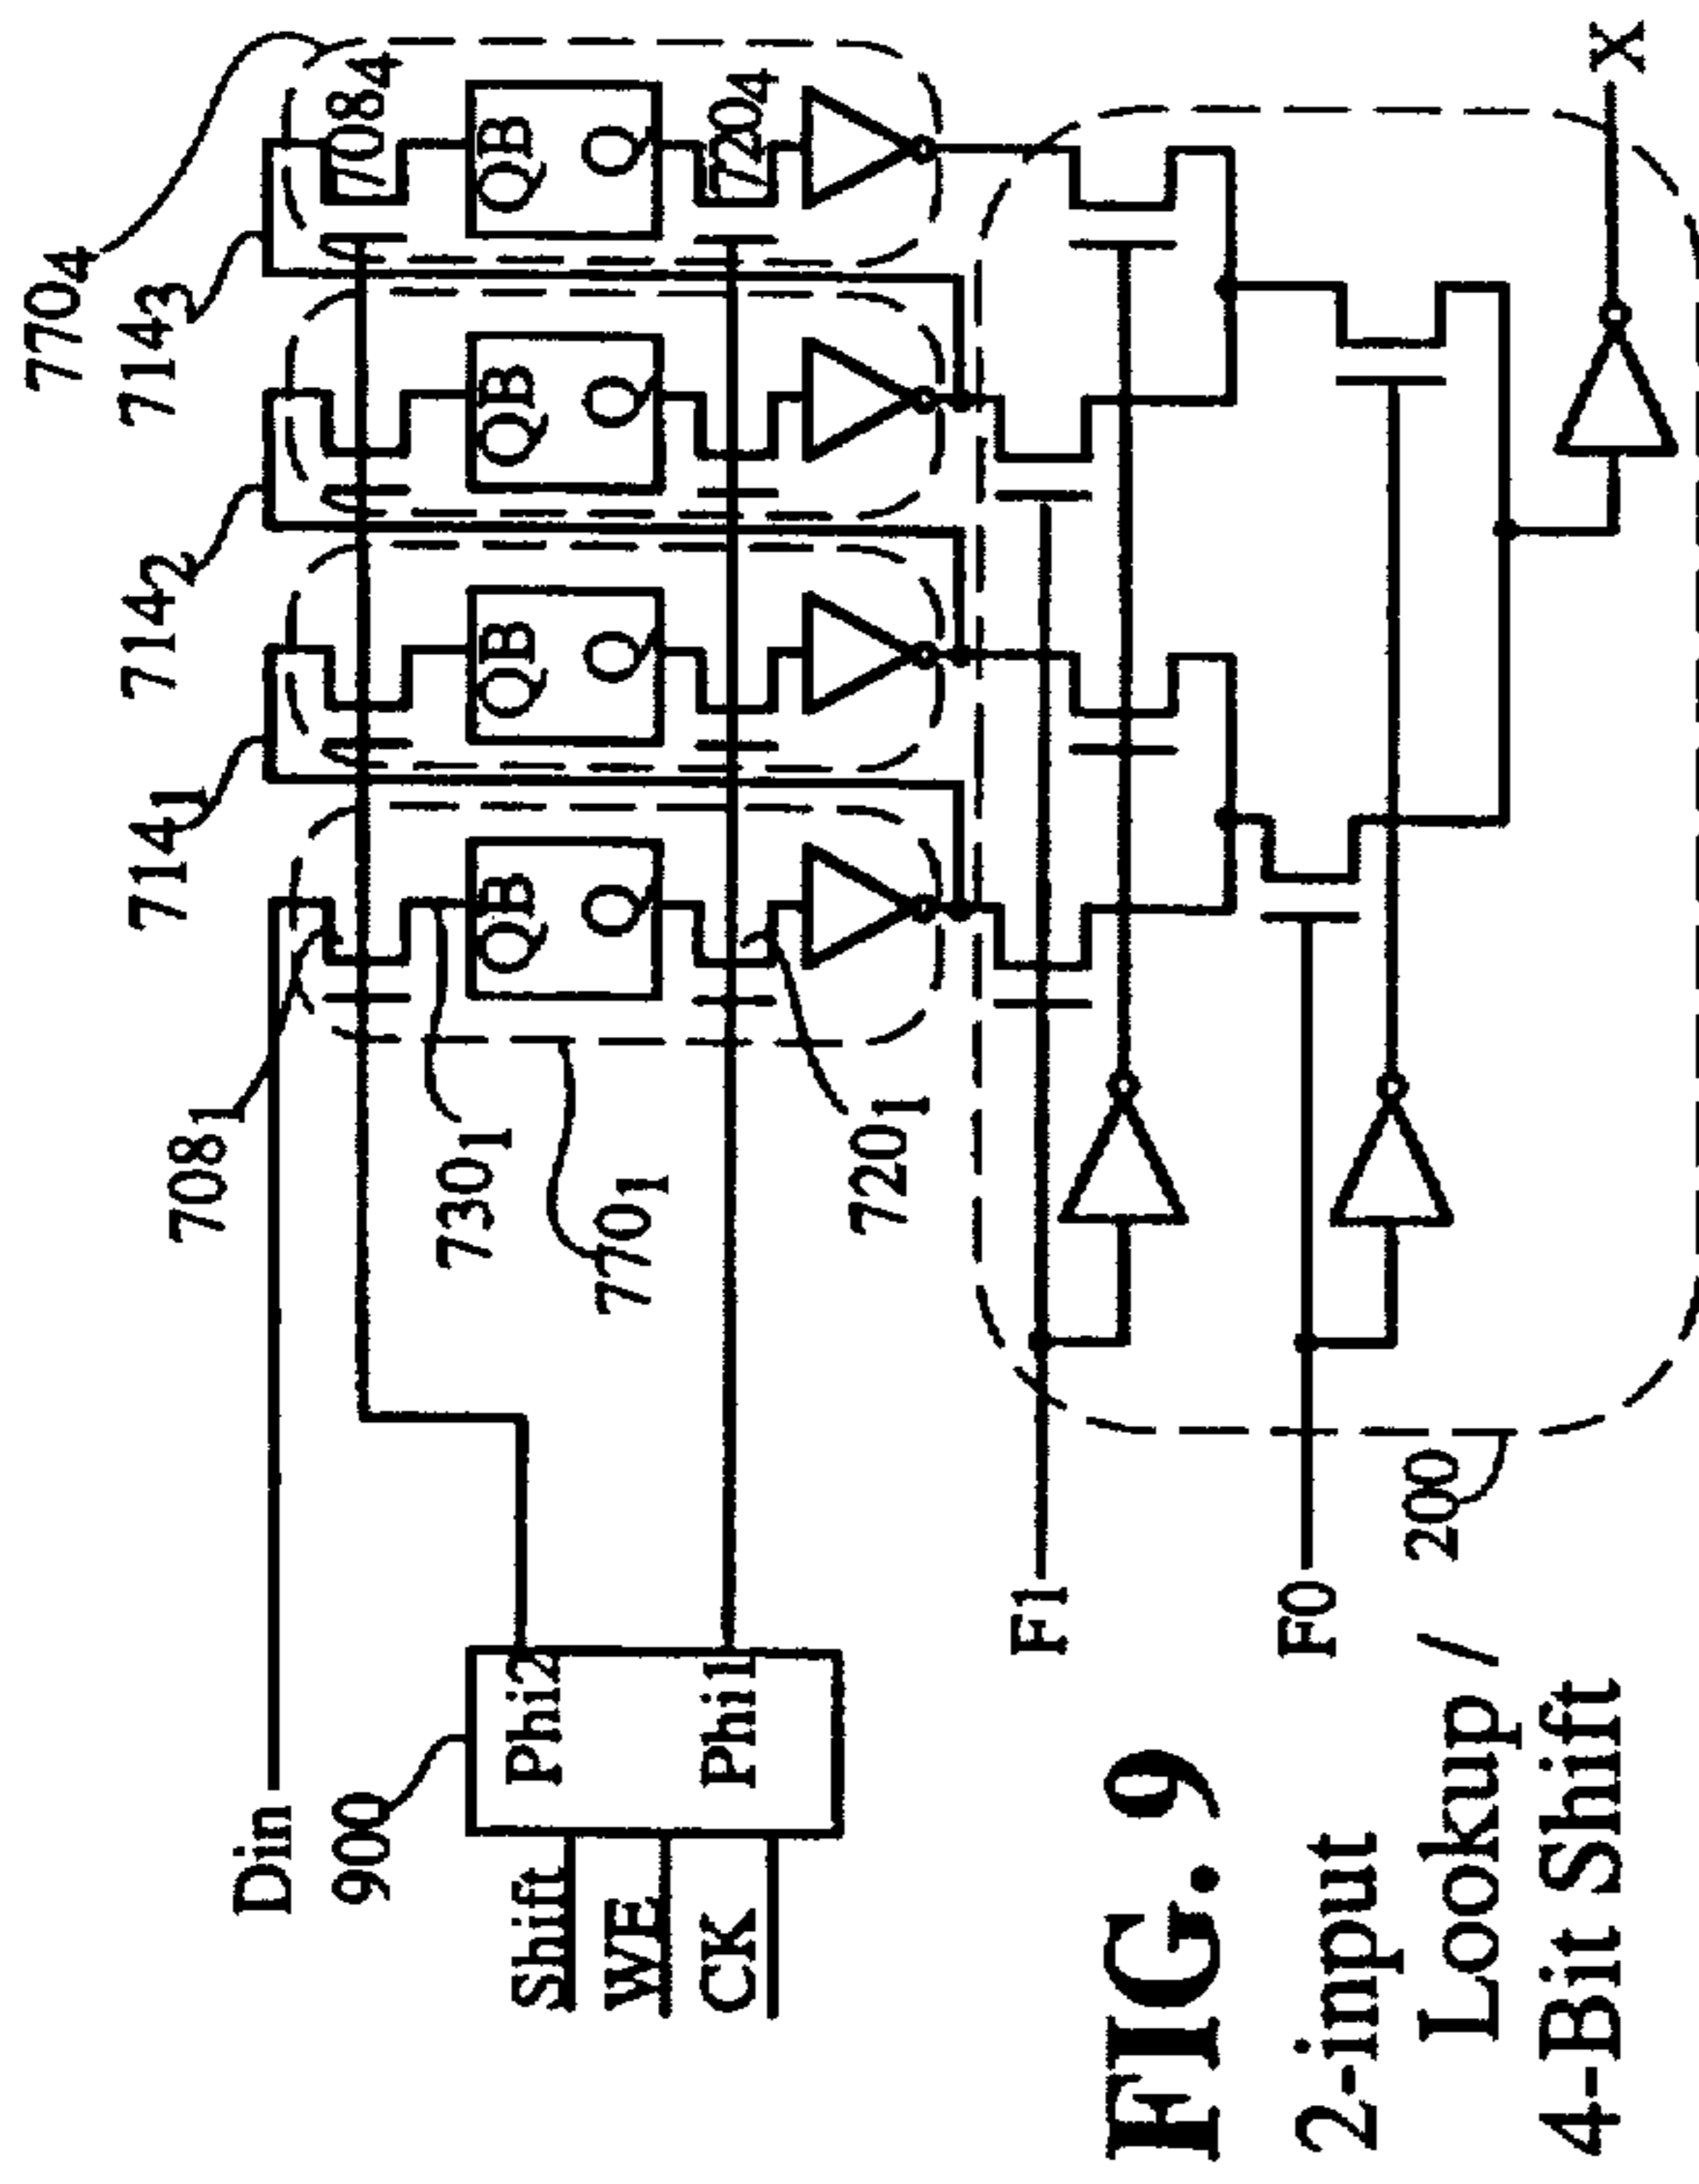 Din
900
Shift
WE
CK
Phi2
Phi1
708₁
730₁
770₁
720₁
714₁
714₂
714₃
770₄
708₄
720₄
QB
Q
QB
Q
QB
Q
QB
Q
F1
F0
200
X
FIG. 9
2-input
Lookup /
4-Bit Shift